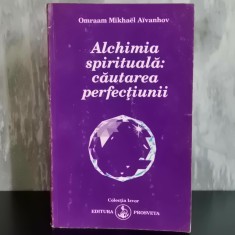 Omraam Mikhaël Aïvanhov
Alchimia
spirituală:
căutarea
perfecțiunii
Colecția Izvor
EDITURA PROSVETA